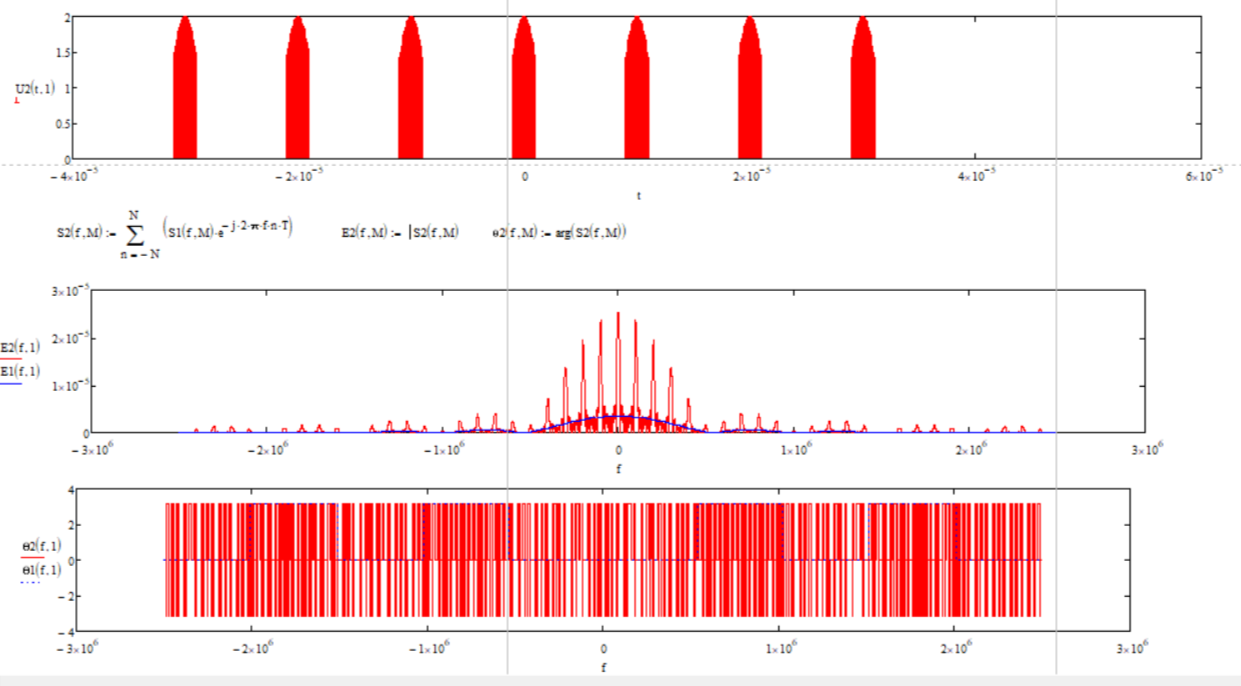 2
1.5
U2(t,1) 1
0.5
0
−4×10⁻⁵ −2×10⁻⁵ 0 2×10⁻⁵ 4×10⁻⁵ 6×10⁻⁵
t
S2(f,M) := ∑ N n = − N (S1(f,M)·e^− j·2·π·f·n·T) E2(f,M) := |S2(f,M) θ2(f,M) := arg(S2(f,M))
3×10⁻⁵
E2(f,1) 2×10⁻⁵
E1(f,1) 1×10⁻⁵
0
−3×10⁶ −2×10⁶ −1×10⁶ 0 1×10⁶ 2×10⁶ 3×10⁶
f
4
2
θ2(f,1) 0
θ1(f,1)
−2
−4
−3×10⁶ −2×10⁶ −1×10⁶ 0 1×10⁶ 2×10⁶ 3×10⁶
f